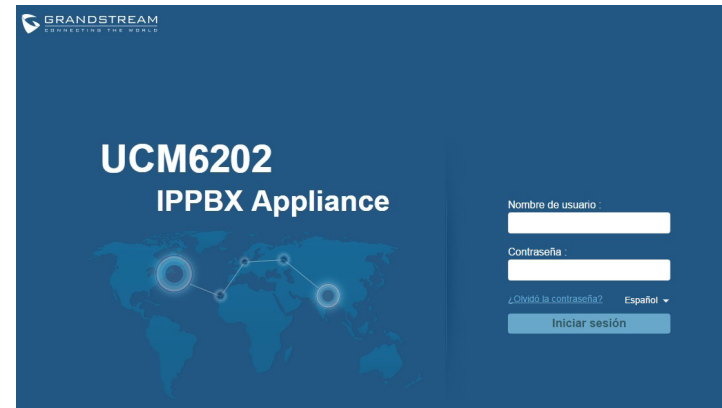 GRANDSTREAM
CONNECTING THE WORLD
UCM6202
IPPBX Appliance
Nombre de usuario :
Contraseña :
¿Olvidó la contraseña? Español
Iniciar sesión